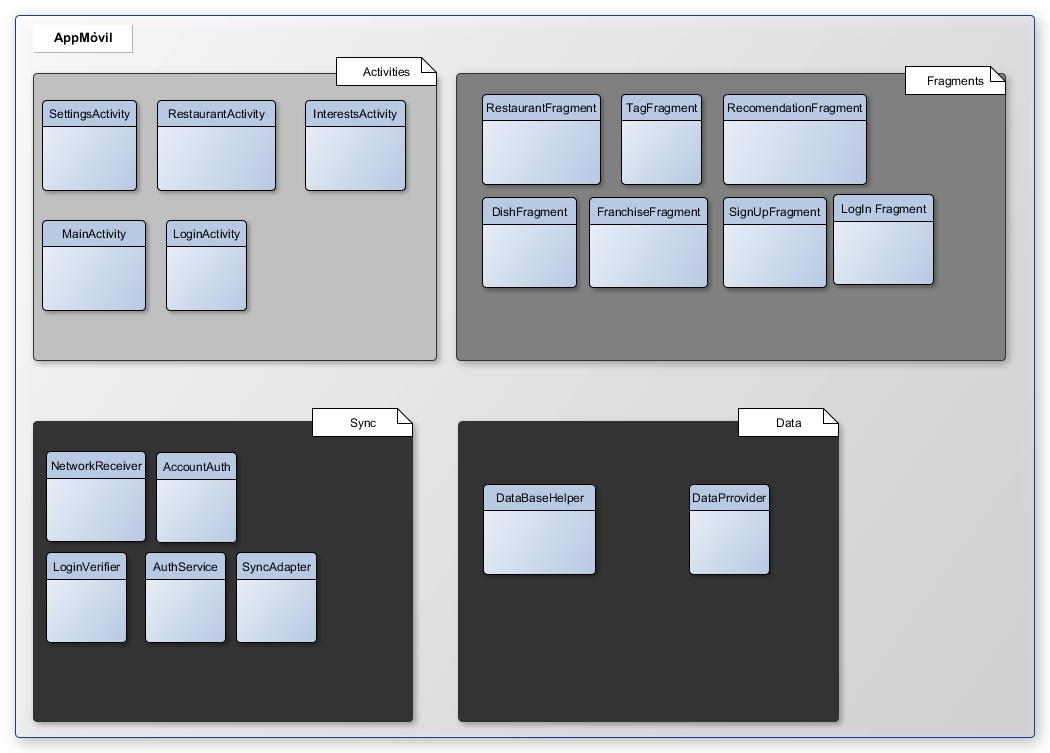 AppMóvil
Activities
SettingsActivity
RestaurantActivity
InterestsActivity
MainActivity
LoginActivity
Fragments
RestaurantFragment
TagFragment
RecomendationFragment
DishFragment
FranchiseFragment
SignUpFragment
LogIn Fragment
Sync
NetworkReceiver
AccountAuth
LoginVerifier
AuthService
SyncAdapter
Data
DataBaseHelper
DataPrrovider